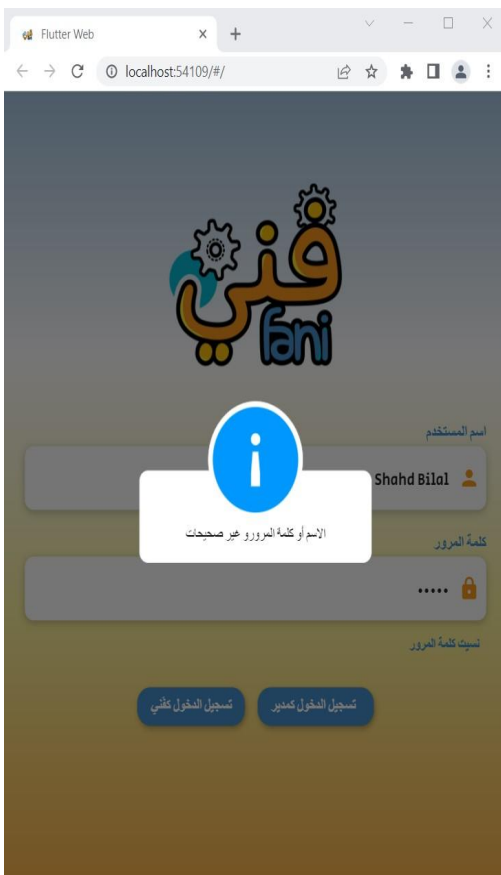 Flutter Web
localhost:54109/#/
فني
fani
اسم المستخدم
Shahd Bilal
الاسم أو كلمة المرورو غير صحيحات
كلمة المرور
•••••
نسيت كلمة المرور
تسجيل الدخول كمدير
تسجيل الدخول كفني